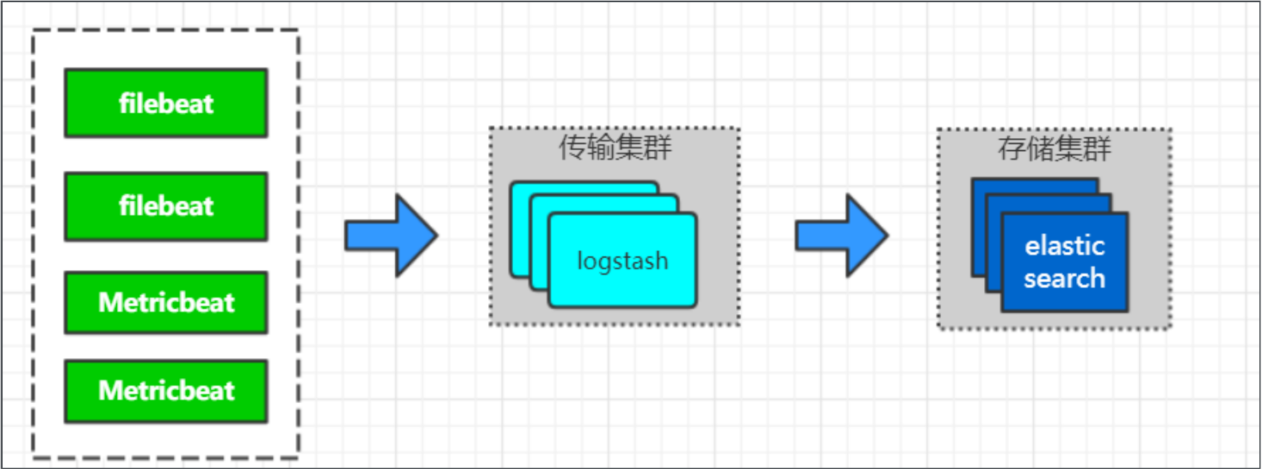 filebeat
filebeat
Metricbeat
Metricbeat
传输集群
logstash
存储集群
elastic
search